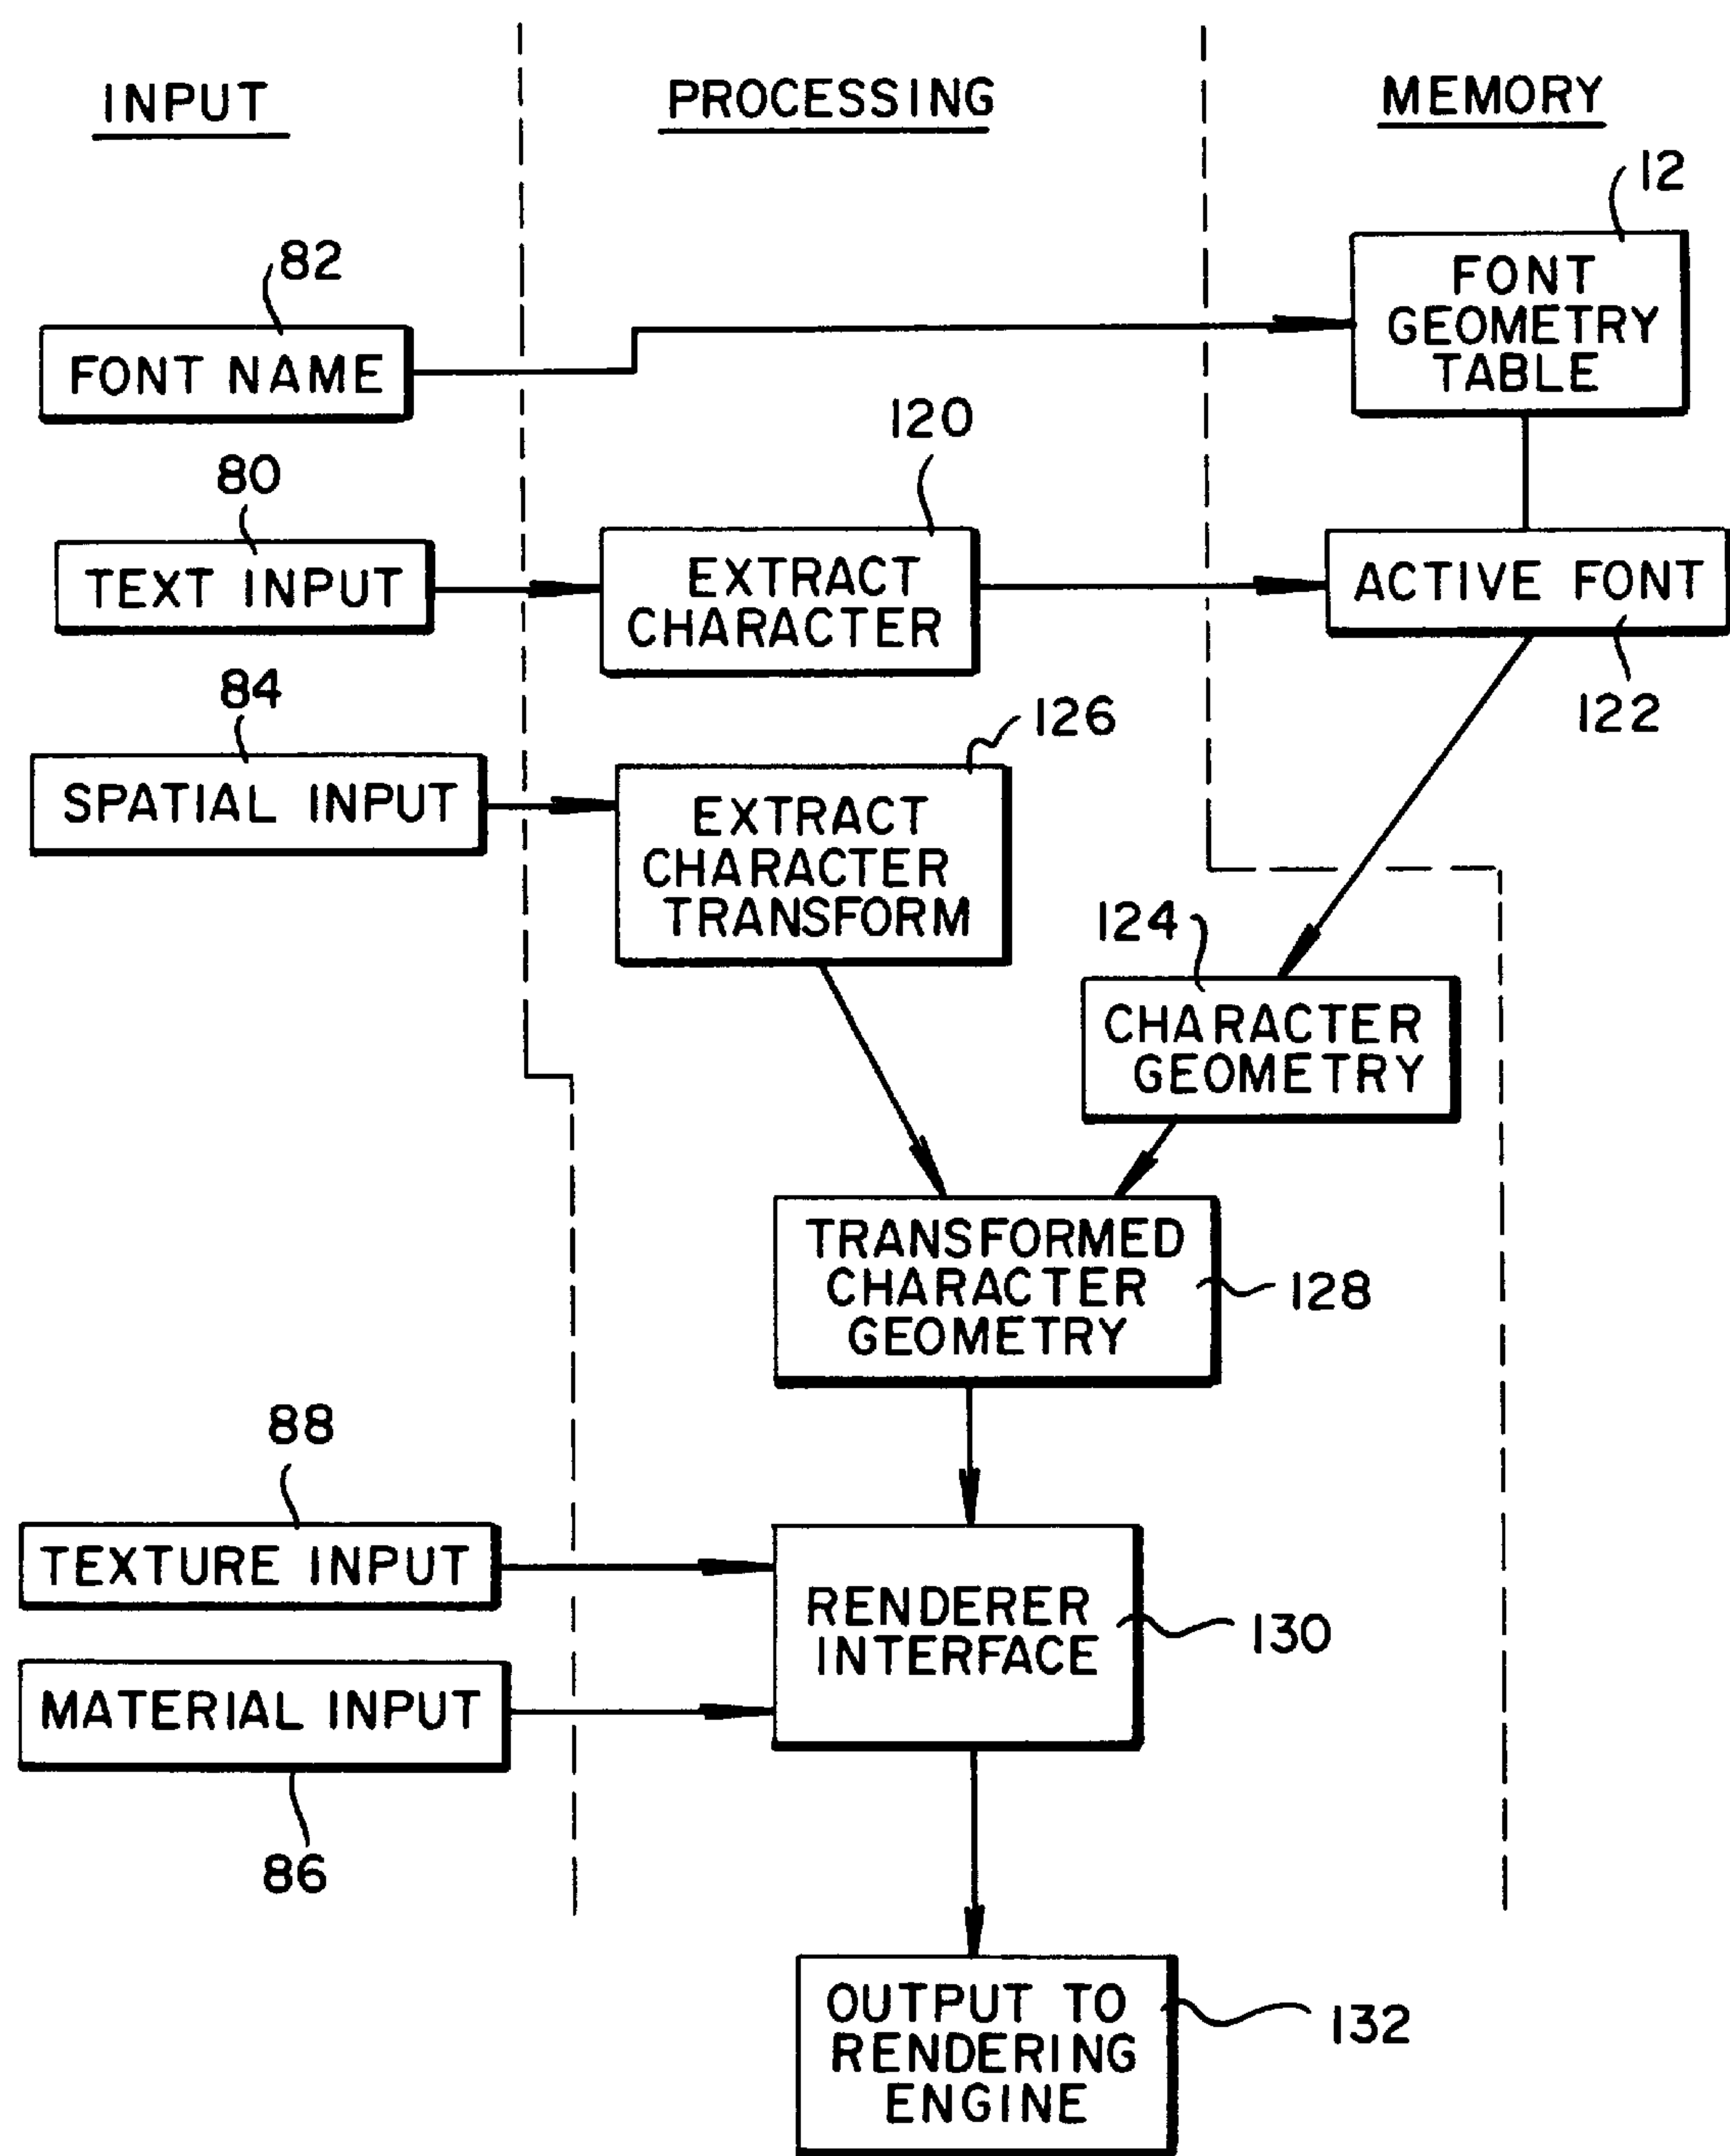 INPUT
PROCESSING
MEMORY
12
82
FONT
GEOMETRY
TABLE
FONT NAME
120
80
TEXT INPUT
EXTRACT
CHARACTER
ACTIVE FONT
122
84
126
SPATIAL INPUT
EXTRACT
CHARACTER
TRANSFORM
124
CHARACTER
GEOMETRY
TRANSFORMED
CHARACTER
GEOMETRY
128
88
TEXTURE INPUT
RENDERER
INTERFACE
130
MATERIAL INPUT
86
OUTPUT TO
RENDERING
ENGINE
132